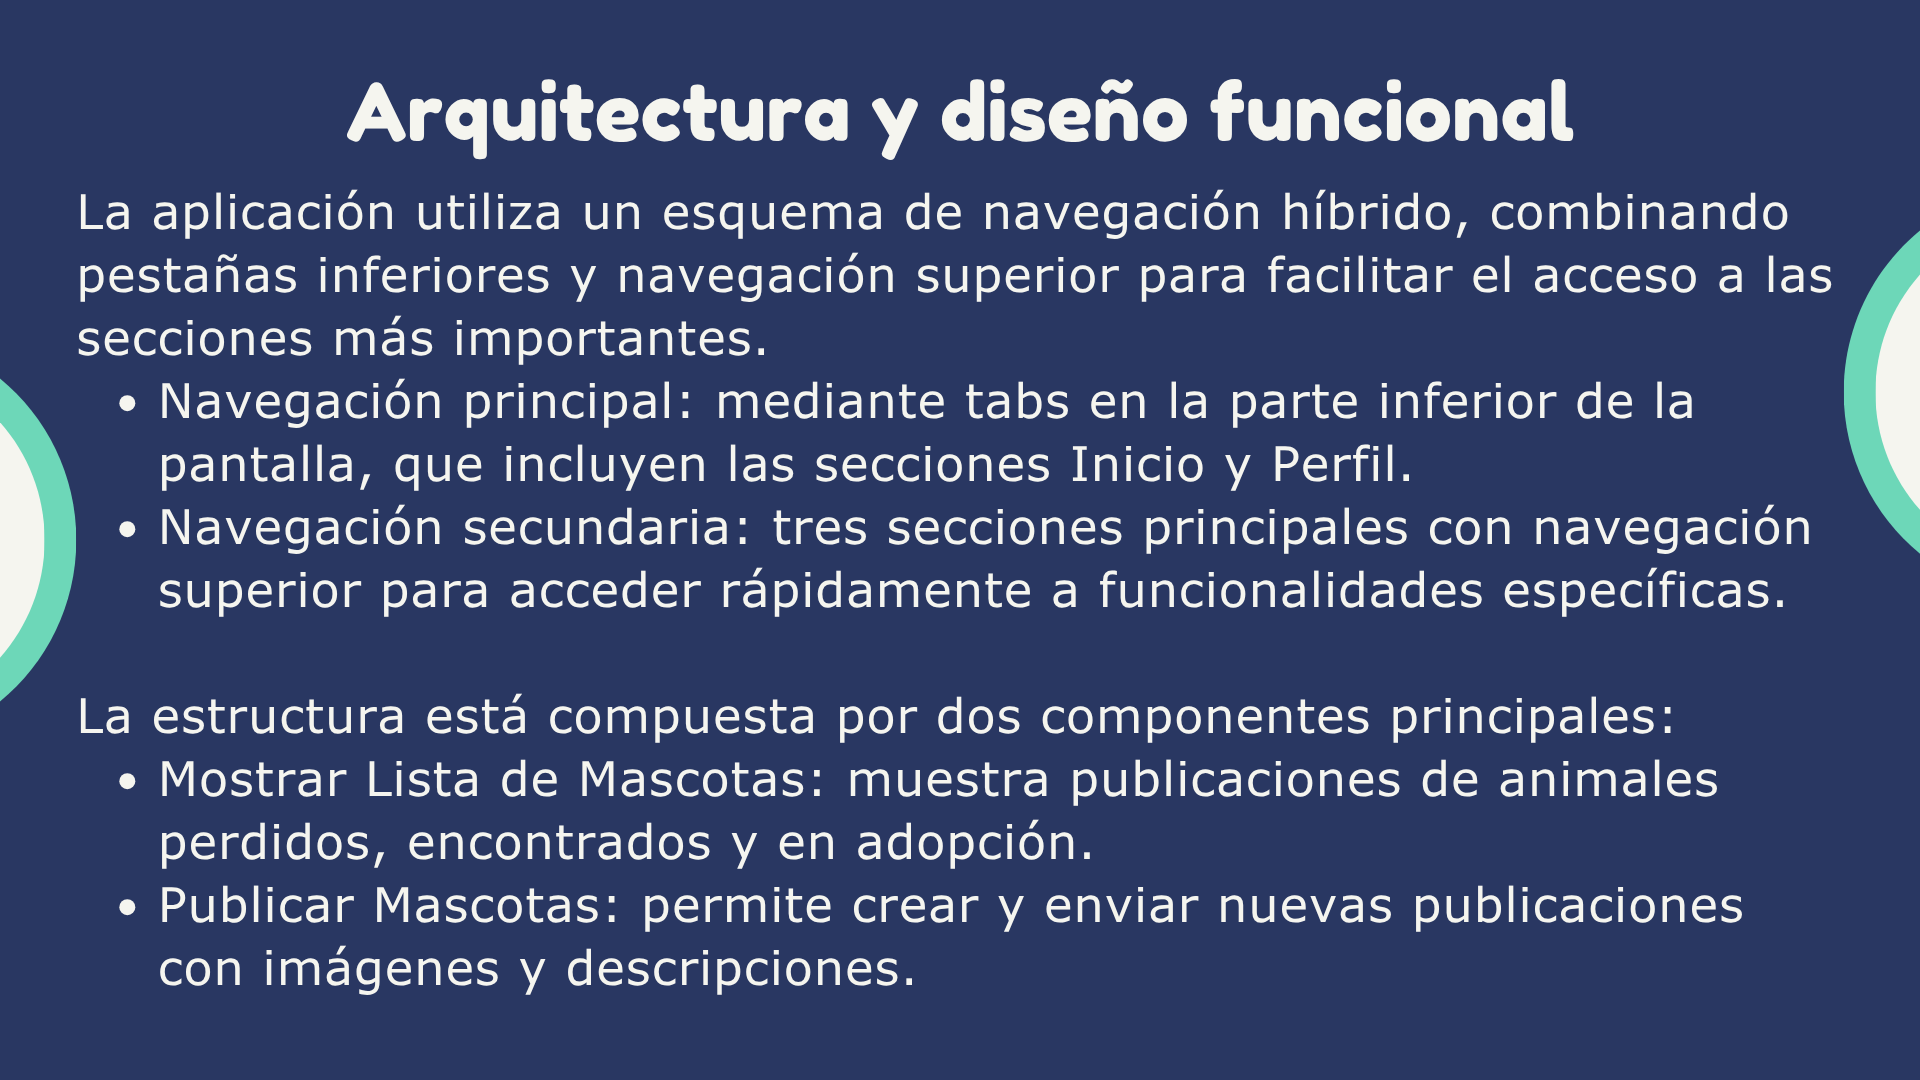 Arquitectura y diseño funcional
La aplicación utiliza un esquema de navegación híbrido, combinando
pestañas inferiores y navegación superior para facilitar el acceso a las
secciones más importantes.
• Navegación principal: mediante tabs en la parte inferior de la
pantalla, que incluyen las secciones Inicio y Perfil.
• Navegación secundaria: tres secciones principales con navegación
superior para acceder rápidamente a funcionalidades específicas.
La estructura está compuesta por dos componentes principales:
• Mostrar Lista de Mascotas: muestra publicaciones de animales
perdidos, encontrados y en adopción.
• Publicar Mascotas: permite crear y enviar nuevas publicaciones
con imágenes y descripciones.